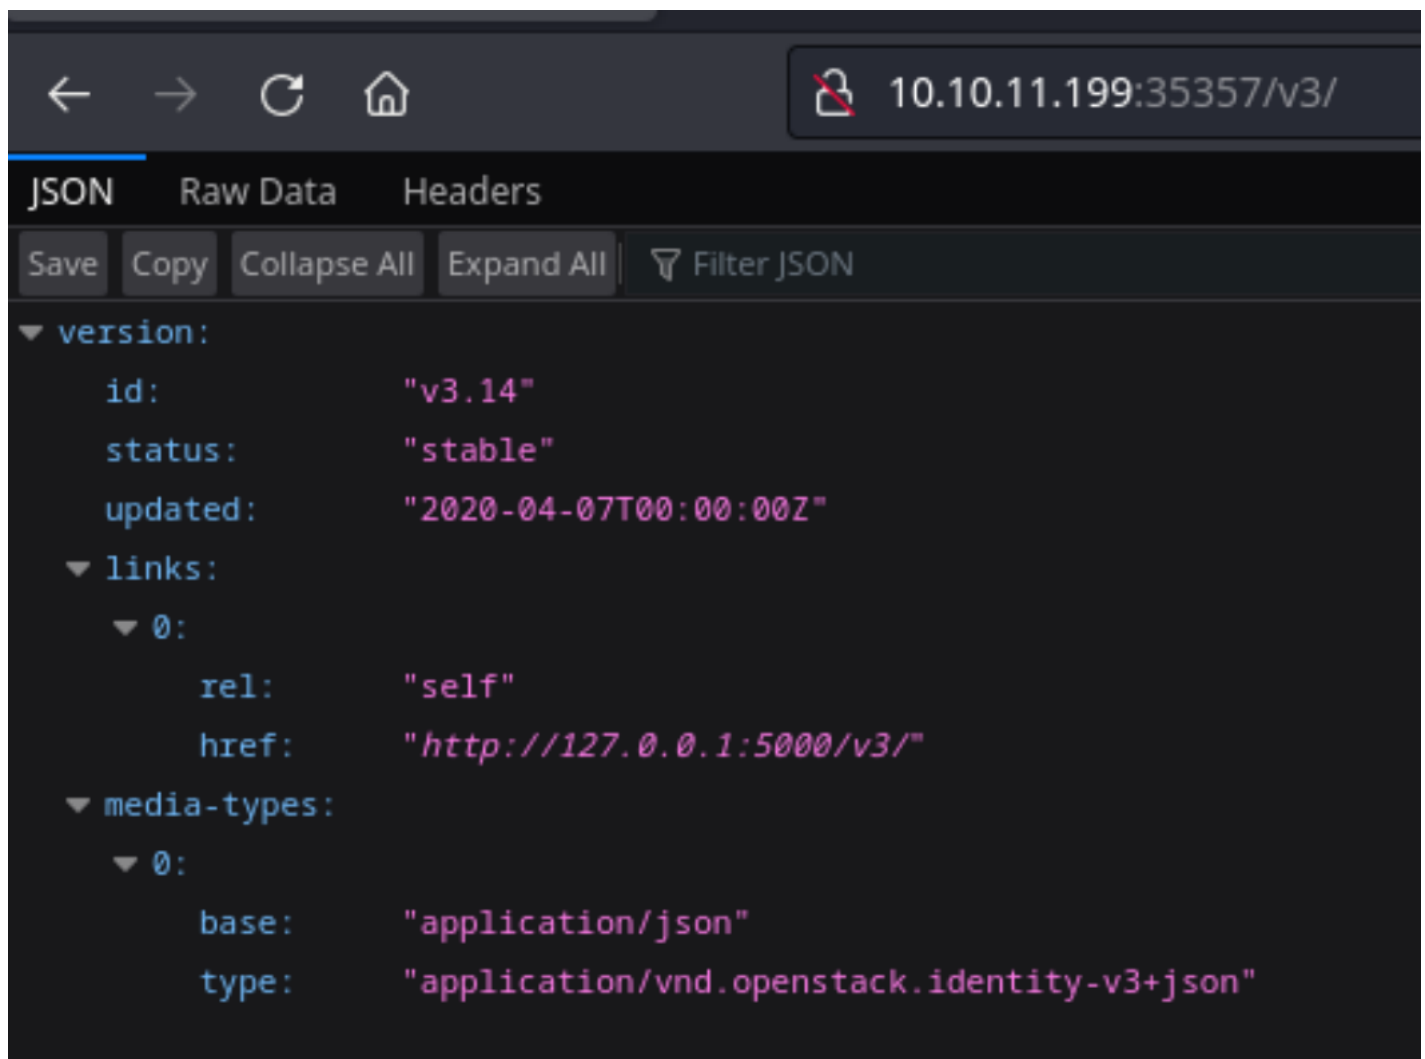 10.10.11.199:35357/v3/
JSON Raw Data Headers
Save Copy Collapse All Expand All Filter JSON
version:
id: "v3.14"
status: "stable"
updated: "2020-04-07T00:00:00Z"
links:
0:
rel: "self"
href: "http://127.0.0.1:5000/v3/"
media-types:
0:
base: "application/json"
type: "application/vnd.openstack.identity-v3+json"